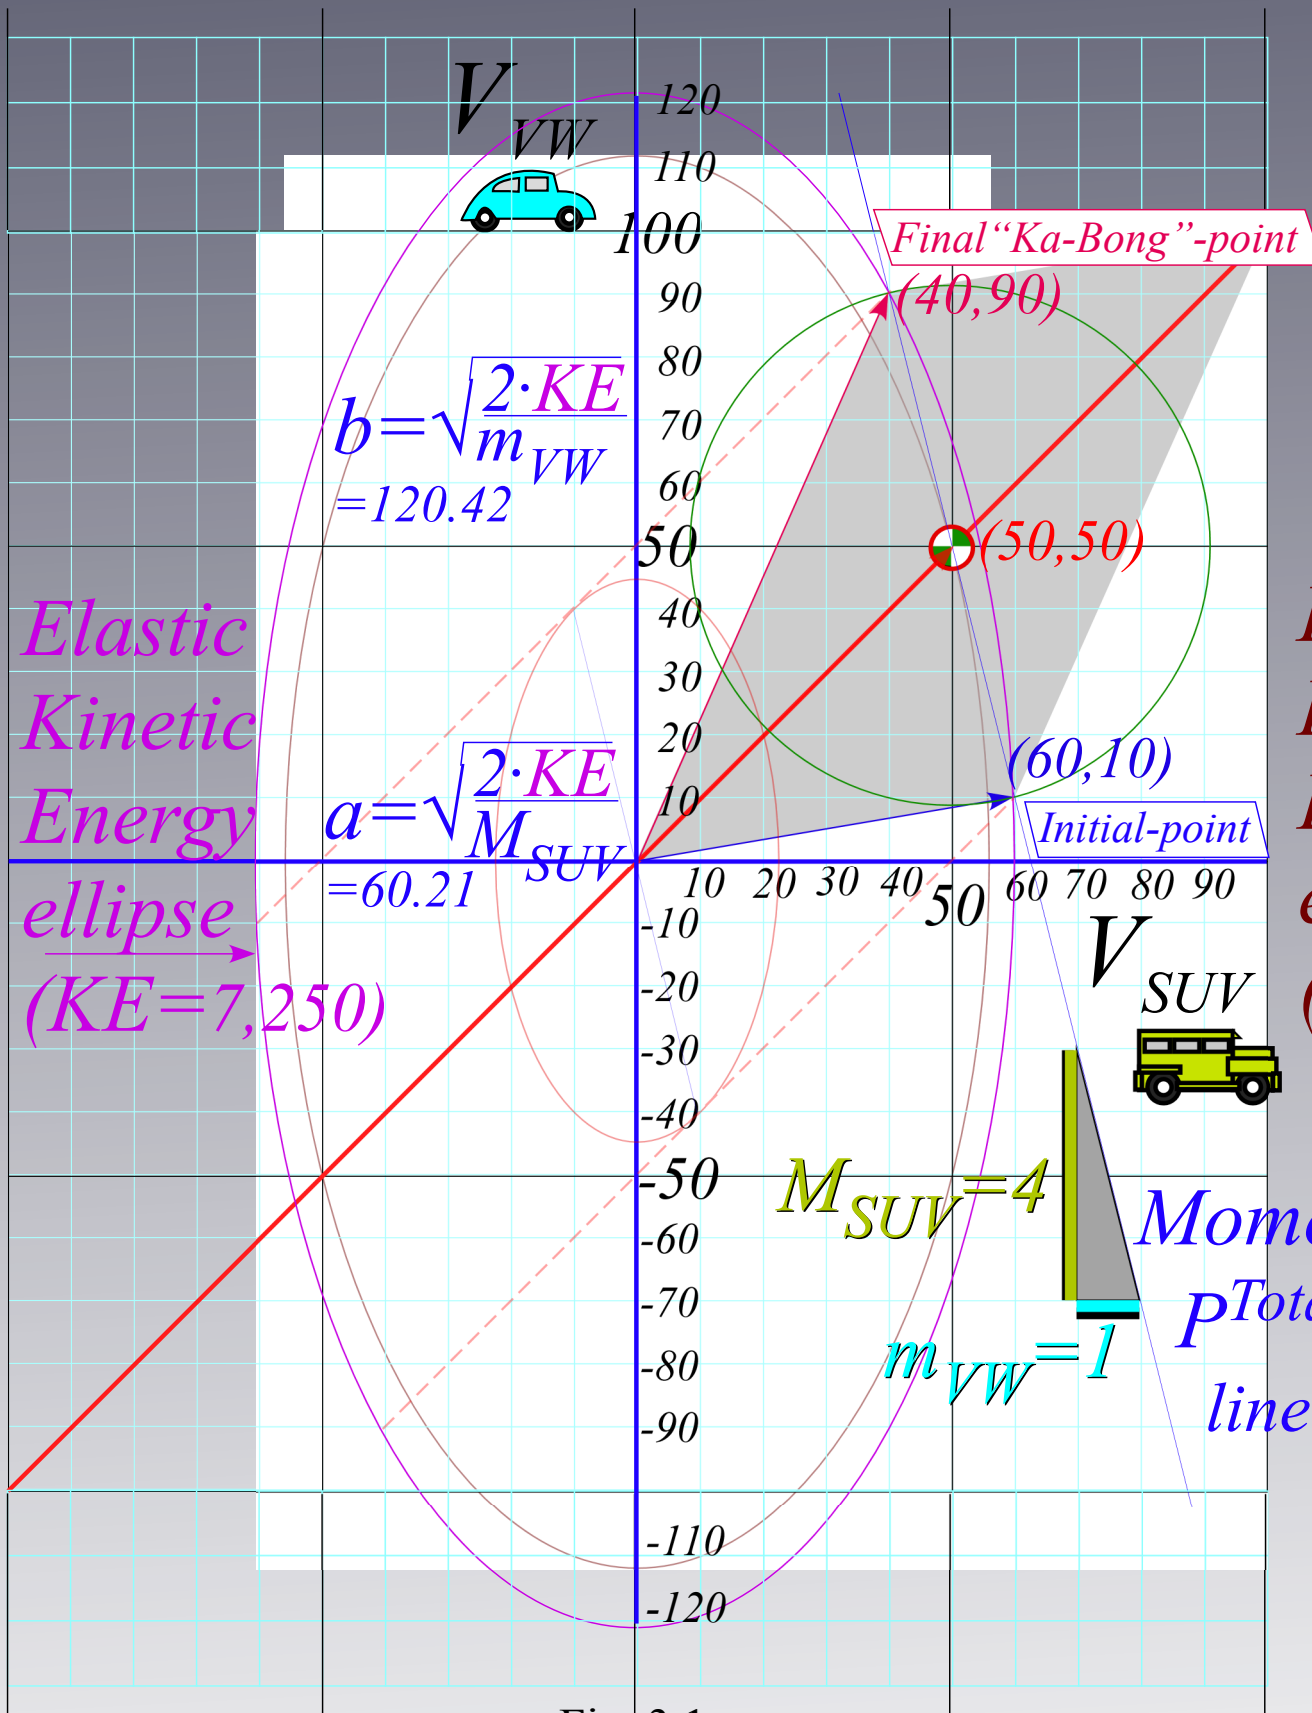 V VW
120
110
100
Final “Ka-Bong”-point
(40,90)
90
80
b=√2·KE
m VW
=120.42
70
60
50
(50,50)
Elastic
Kinetic
Energy
ellipse
(KE=7,250)
40
30
20
10
(60,10)
Initial-point
a=√2·KE
M SUV
=60.21
10 20 30 40 50 60 70 80 90
V SUV
-10
-20
-30
-40
-50
-60
-70
-80
-90
-110
-120
M SUV=4
m VW=1
P
line